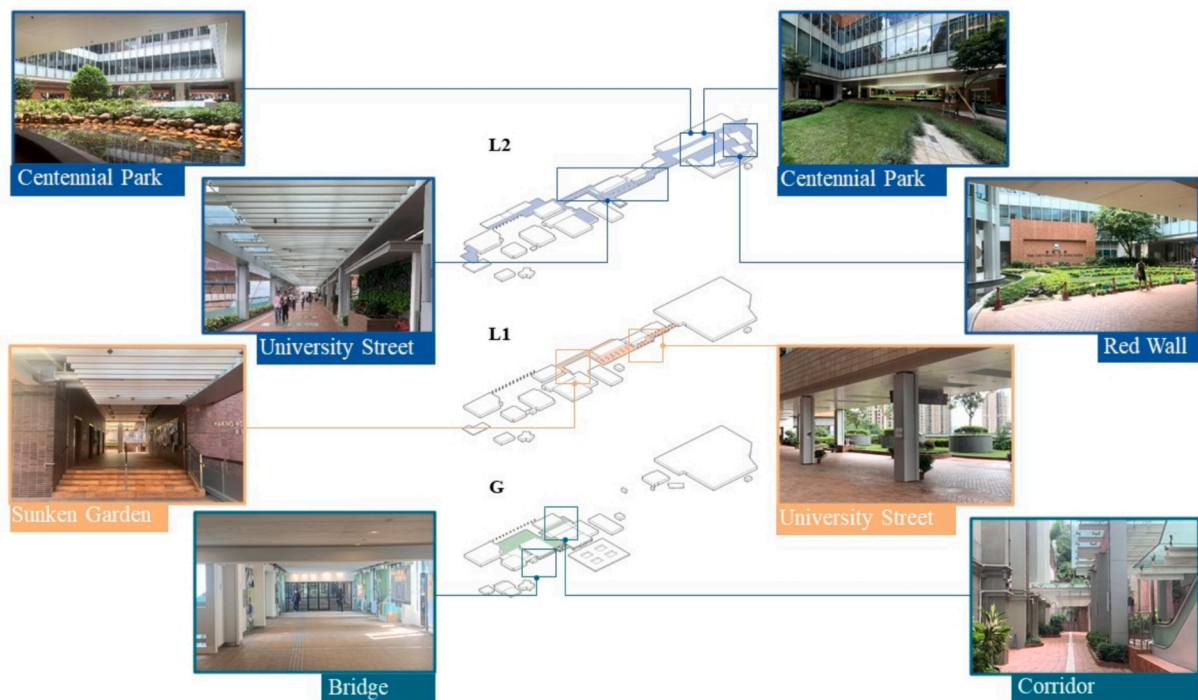 L2
Centennial Park
Centennial Park
University Street
L1
Red Wall
Sunken Garden
G
University Street
Bridge
Corridor